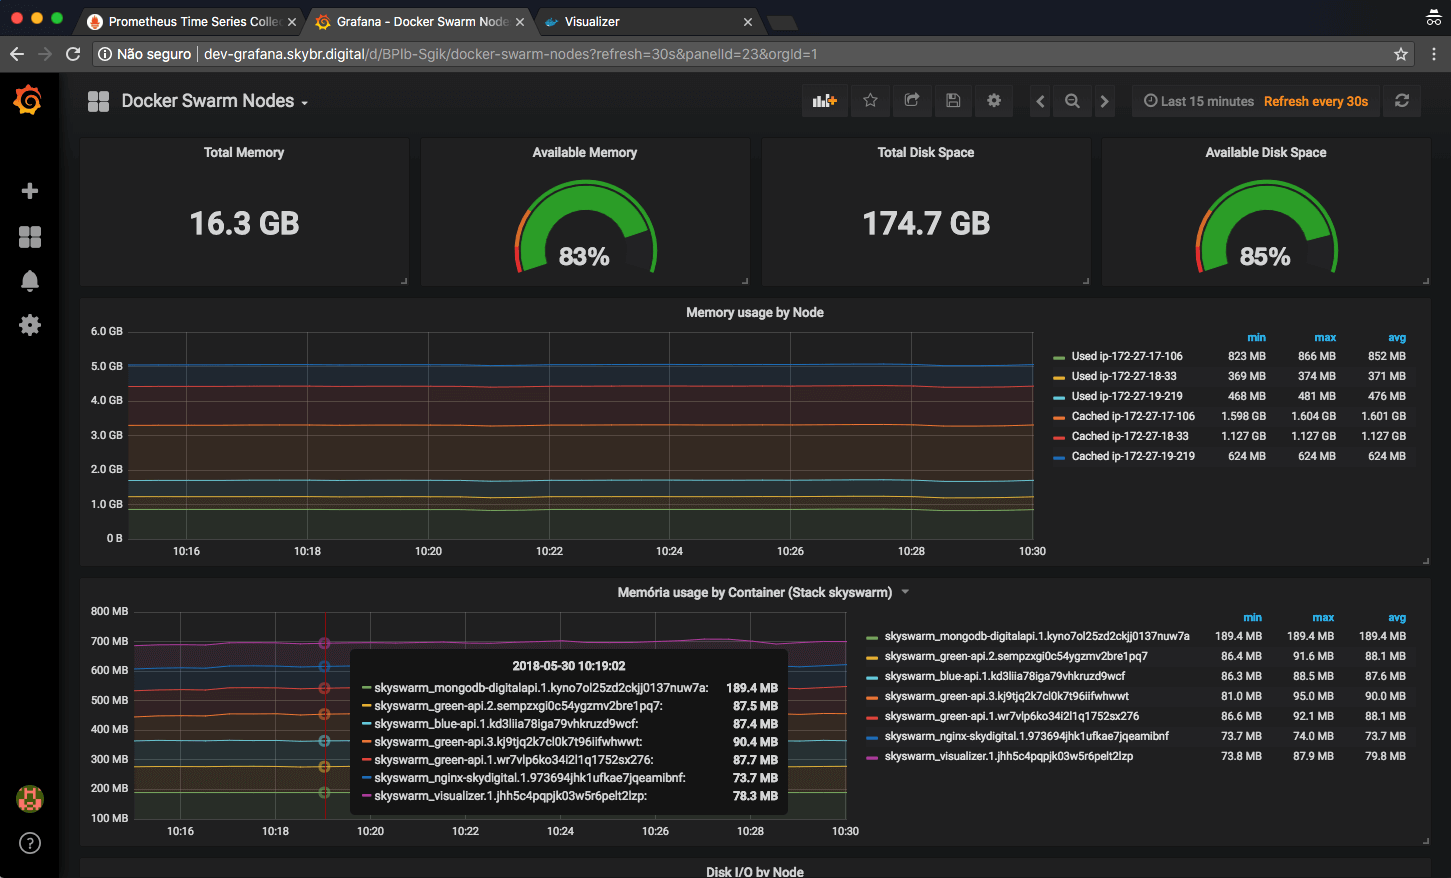 Prometheus Time Series Colle
Grafana - Docker Swarm Node
Visualizer
Não seguro | dev-grafana.skybr.digital/d/BPIb-Sgik/docker-swarm-nodes?refresh=30s&panelId=23&orgId=1
Docker Swarm Nodes
Last 15 minutes Refresh every 30s
Total Memory
16.3 GB
Available Memory
83%
Total Disk Space
174.7 GB
Available Disk Space
85%
Memory usage by Node
6.0 GB
5.0 GB
4.0 GB
3.0 GB
2.0 GB
1.0 GB
0 B
10:16 10:18 10:20 10:22 10:24 10:26 10:28 10:30
min max avg
Used ip-172-27-17-106 823 MB 866 MB 852 MB
Used ip-172-27-18-33 369 MB 374 MB 371 MB
Used ip-172-27-19-219 468 MB 481 MB 476 MB
Cached ip-172-27-17-106 1.598 GB 1.604 GB 1.601 GB
Cached ip-172-27-18-33 1.127 GB 1.127 GB 1.127 GB
Cached ip-172-27-19-219 624 MB 624 MB 624 MB
Memória usage by Container (Stack skyswarm)
800 MB
700 MB
600 MB
500 MB
400 MB
300 MB
200 MB
100 MB
10:16 10:18 10:20 10:22 10:24 10:26 10:28 10:30
2018-05-30 10:19:02
skyswarm_mongodb-digitalapi.1.kyno7ol25zd2ckjj0137nuw7a: 189.4 MB
skyswarm_green-api.2.sempzxgi0c54ygzmv2bre1pq7: 87.5 MB
skyswarm_blue-api.1.kd3liia78iga79vhkruzd9wcf: 87.4 MB
skyswarm_green-api.3.kj9tjq2k7cl0k7t96iifwhwwt: 90.4 MB
skyswarm_green-api.1.wr7vlp6ko34i2l1q1752sx276: 87.7 MB
skyswarm_nginx-skydigital.1.973694jhk1ufkae7jqeamibnf: 73.7 MB
skyswarm_visualizer.1.jhh5c4pqpjk03w5r6pelt2lzp: 78.3 MB
min max avg
skyswarm_mongodb-digitalapi.1.kyno7ol25zd2ckjj0137nuw7a 189.4 MB 189.4 MB 189.4 MB
skyswarm_green-api.2.sempzxgi0c54ygzmv2bre1pq7 86.4 MB 91.6 MB 88.1 MB
skyswarm_blue-api.1.kd3liia78iga79vhkruzd9wcf 86.3 MB 88.5 MB 87.6 MB
skyswarm_green-api.3.kj9tjq2k7cl0k7t96iifwhwwt 81.0 MB 95.0 MB 90.0 MB
skyswarm_green-api.1.wr7vlp6ko34i2l1q1752sx276 86.6 MB 92.1 MB 88.1 MB
skyswarm_nginx-skydigital.1.973694jhk1ufkae7jqeamibnf 73.7 MB 74.0 MB 73.7 MB
skyswarm_visualizer.1.jhh5c4pqpjk03w5r6pelt2lzp 73.8 MB 87.9 MB 79.8 MB
Disk I/O by Node